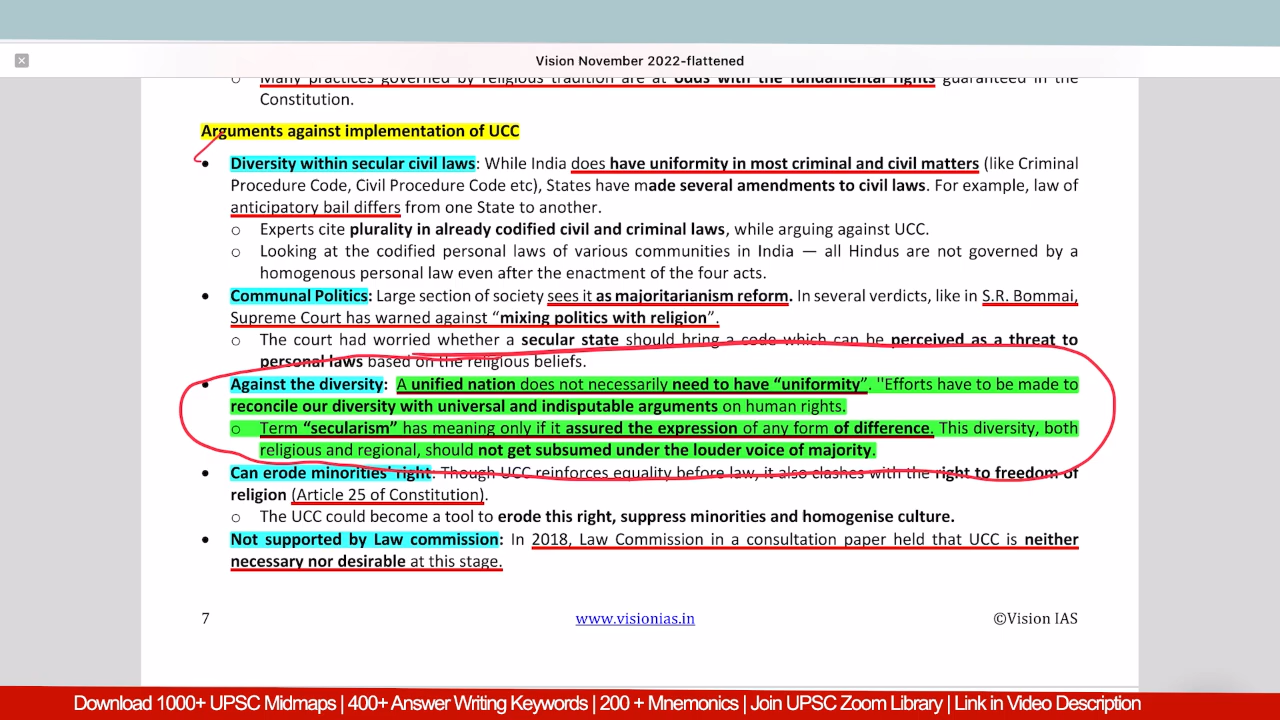 Vision November 2022-flattened
o Many practices governed by religious tradition are at odds with the fundamental rights guaranteed in the
Constitution.
Arguments against implementation of UCC
• Diversity within secular civil laws: While India does have uniformity in most criminal and civil matters (like Criminal
Procedure Code, Civil Procedure Code etc), States have made several amendments to civil laws. For example, law of
anticipatory bail differs from one State to another.
o Experts cite plurality in already codified civil and criminal laws, while arguing against UCC.
o Looking at the codified personal laws of various communities in India — all Hindus are not governed by a
homogenous personal law even after the enactment of the four acts.
• Communal Politics: Large section of society sees it as majoritarianism reform. In several verdicts, like in S.R. Bommai,
Supreme Court has warned against “mixing politics with religion”.
o The court had worried whether a secular state should bring a code which can be perceived as a threat to
personal laws based on the religious beliefs.
• Against the diversity: A unified nation does not necessarily need to have “uniformity”. "Efforts have to be made to
reconcile our diversity with universal and indisputable arguments on human rights.
o Term “secularism” has meaning only if it assured the expression of any form of difference. This diversity, both
religious and regional, should not get subsumed under the louder voice of majority.
• Can erode minorities' right: Though UCC reinforces equality before law, it also clashes with the right to freedom of
religion (Article 25 of Constitution).
o The UCC could become a tool to erode this right, suppress minorities and homogenise culture.
• Not supported by Law commission: In 2018, Law Commission in a consultation paper held that UCC is neither
necessary nor desirable at this stage.
7 www.visionias.in ©Vision IAS
Download 1000+ UPSC Midmaps | 400+ Answer Writing Keywords | 200 + Mnemonics | Join UPSC Zoom Library | Link in Video Description